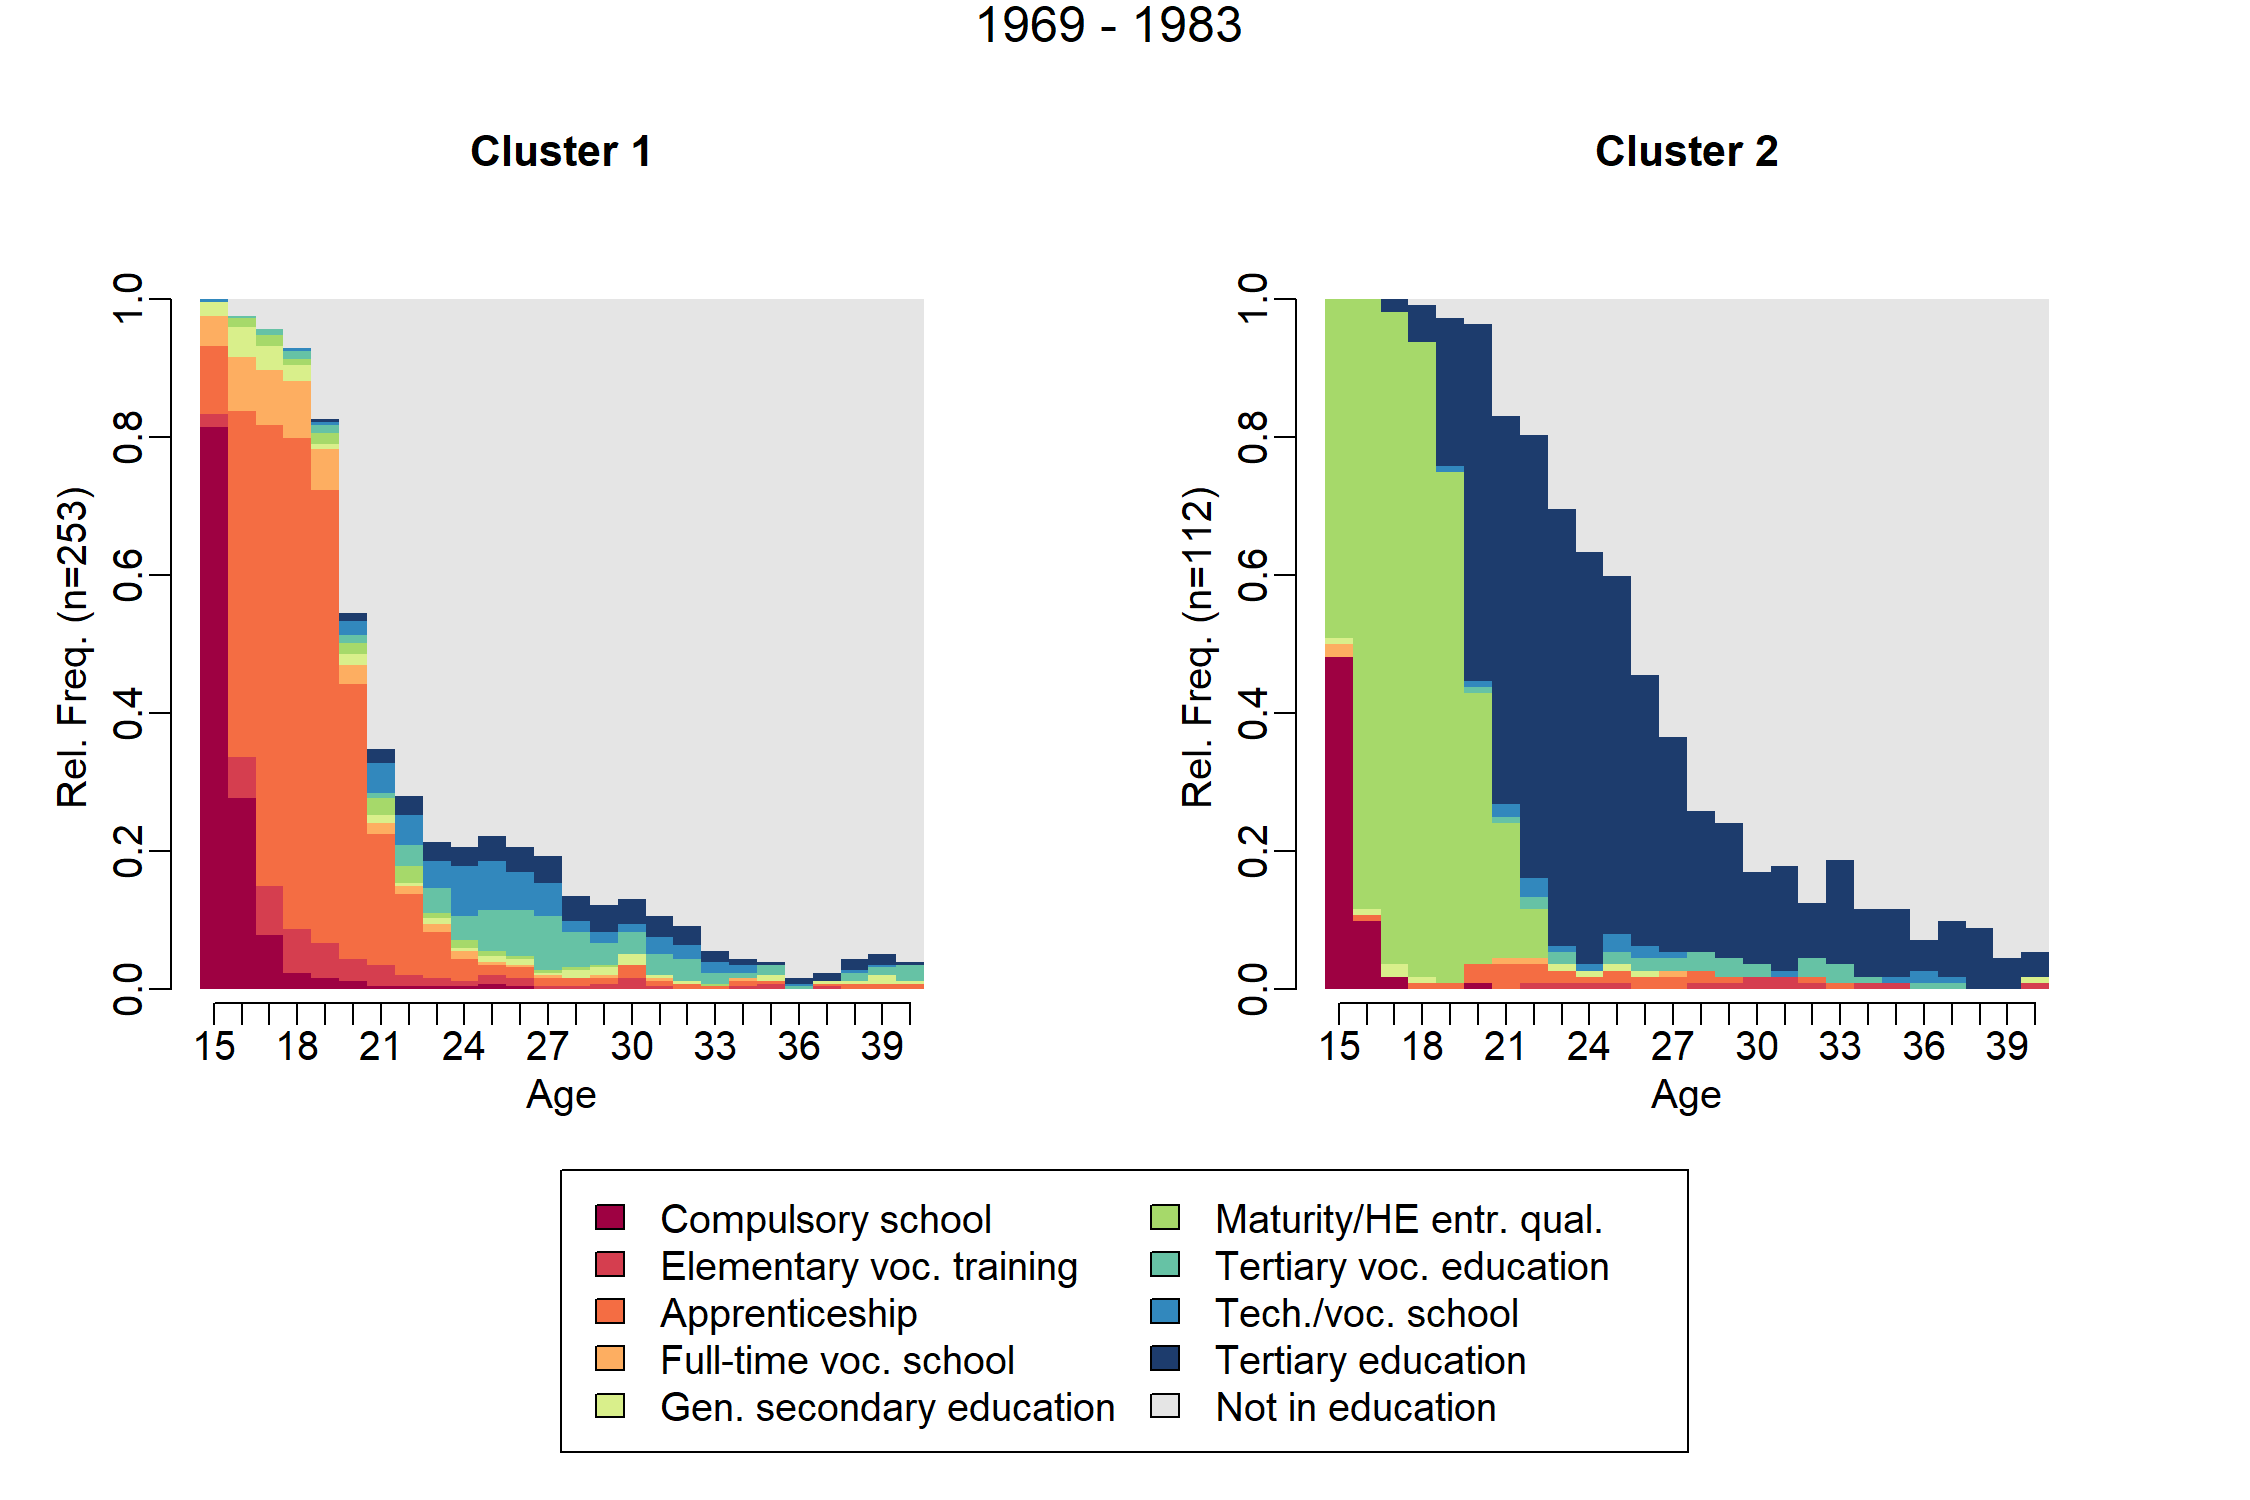 1969 - 1983
Cluster 1
Cluster 2
Rel. Freq. (n=253)
1.0
0.8
0.6
0.4
0.2
0.0
15 18 21 24 27 30 33 36 39
Age
Rel. Freq. (n=112)
1.0
0.8
0.6
0.4
0.2
0.0
15 18 21 24 27 30 33 36 39
Age
Compulsory school
Elementary voc. training
Apprenticeship
Full-time voc. school
Gen. secondary education
Maturity/HE entr. qual.
Tertiary voc. education
Tech./voc. school
Tertiary education
Not in education